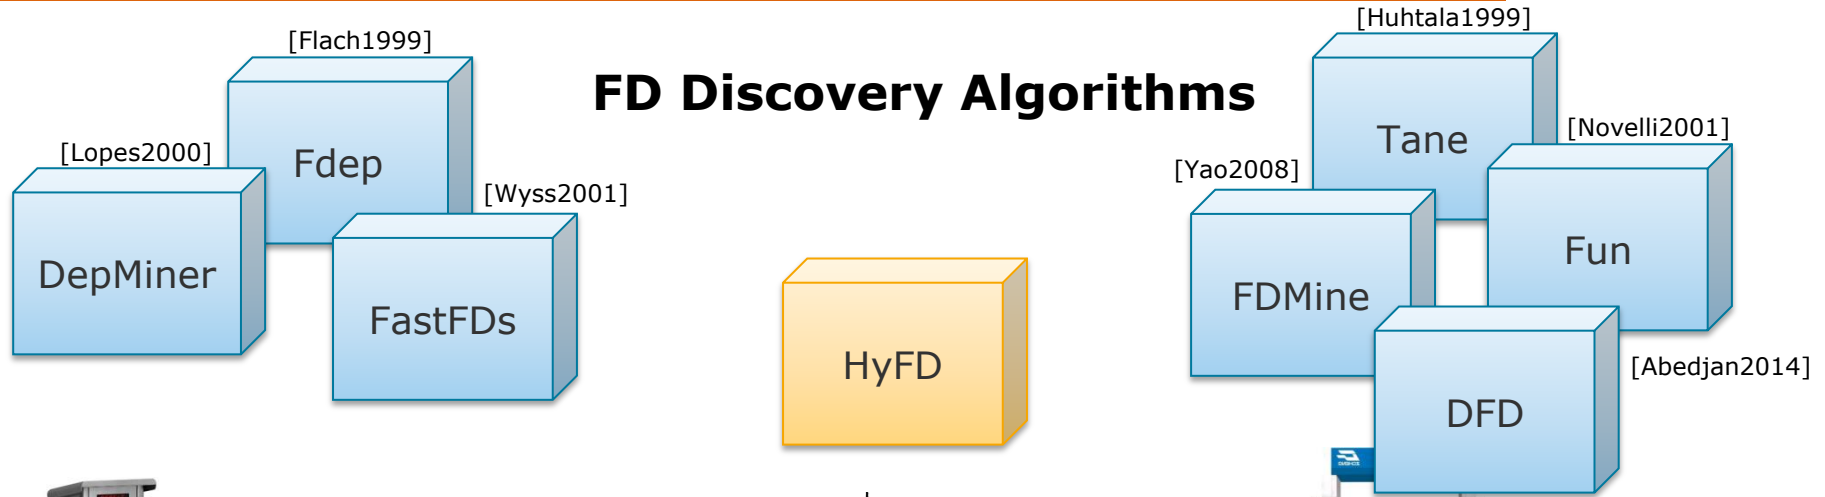 [Huhtala1999]
[Flach1999]
FD Discovery Algorithms
Tane
[Novelli2001]
[Lopes2000]
Fdep
[Yao2008]
[Wyss2001]
Fun
DepMiner
FDMine
FastFDs
HyFD
[Abedjan2014]
DFD